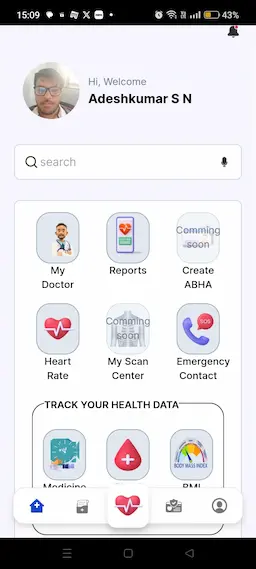 15:09
43%
Hi, Welcome
Adeshkumar S N
search
Comming
soon
My
Doctor
Reports
Create
ABHA
Comming
soon
SOS
Heart
Rate
My Scan
Center
Emergency
Contact
TRACK YOUR HEALTH DATA
BODY MASS INDEX
Medicine
BMI